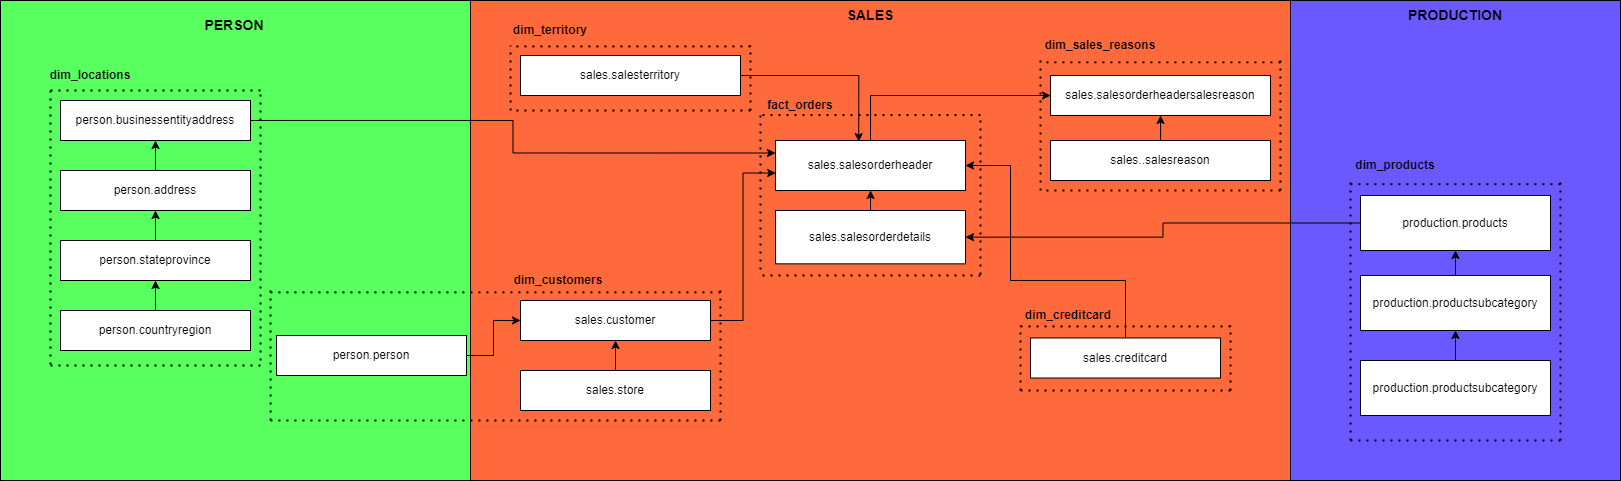 PERSON
dim_locations
person.businessentityaddress
person.address
person.stateprovince
person.countryregion
person.person
SALES
dim_territory
sales.salesterritory
fact_orders
sales.salesorderheader
sales.salesorderdetails
dim_customers
sales.customer
sales.store
dim_sales_reasons
sales.salesorderheadersalesreason
sales..salesreason
dim_creditcard
sales.creditcard
PRODUCTION
dim_products
production.products
production.productsubcategory
production.productsubcategory